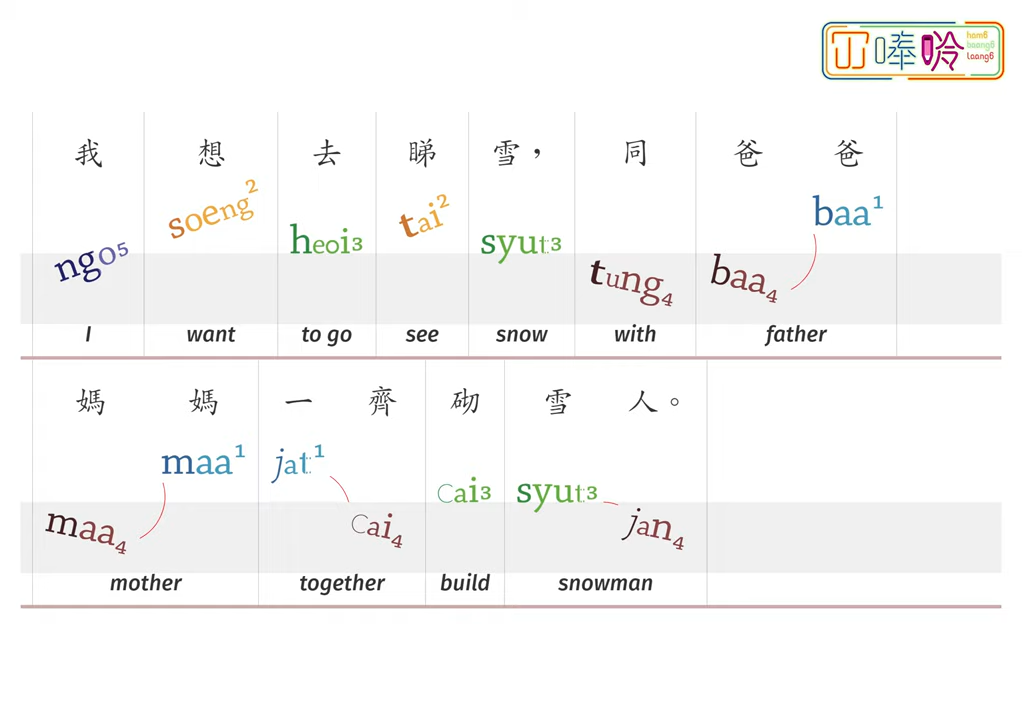 冚唪唥
ham6
baang6
laang6
我 想 去 睇 雪， 同 爸 爸
ngo5 soeng2 heoi3 tai2 syut3 tung4 baa4 baa1
I want to go see snow with father
媽 媽 一 齊 砌 雪 人。
maa4 maa1 jat1 cai4 cai3 syut3 jan4
mother together build snowman